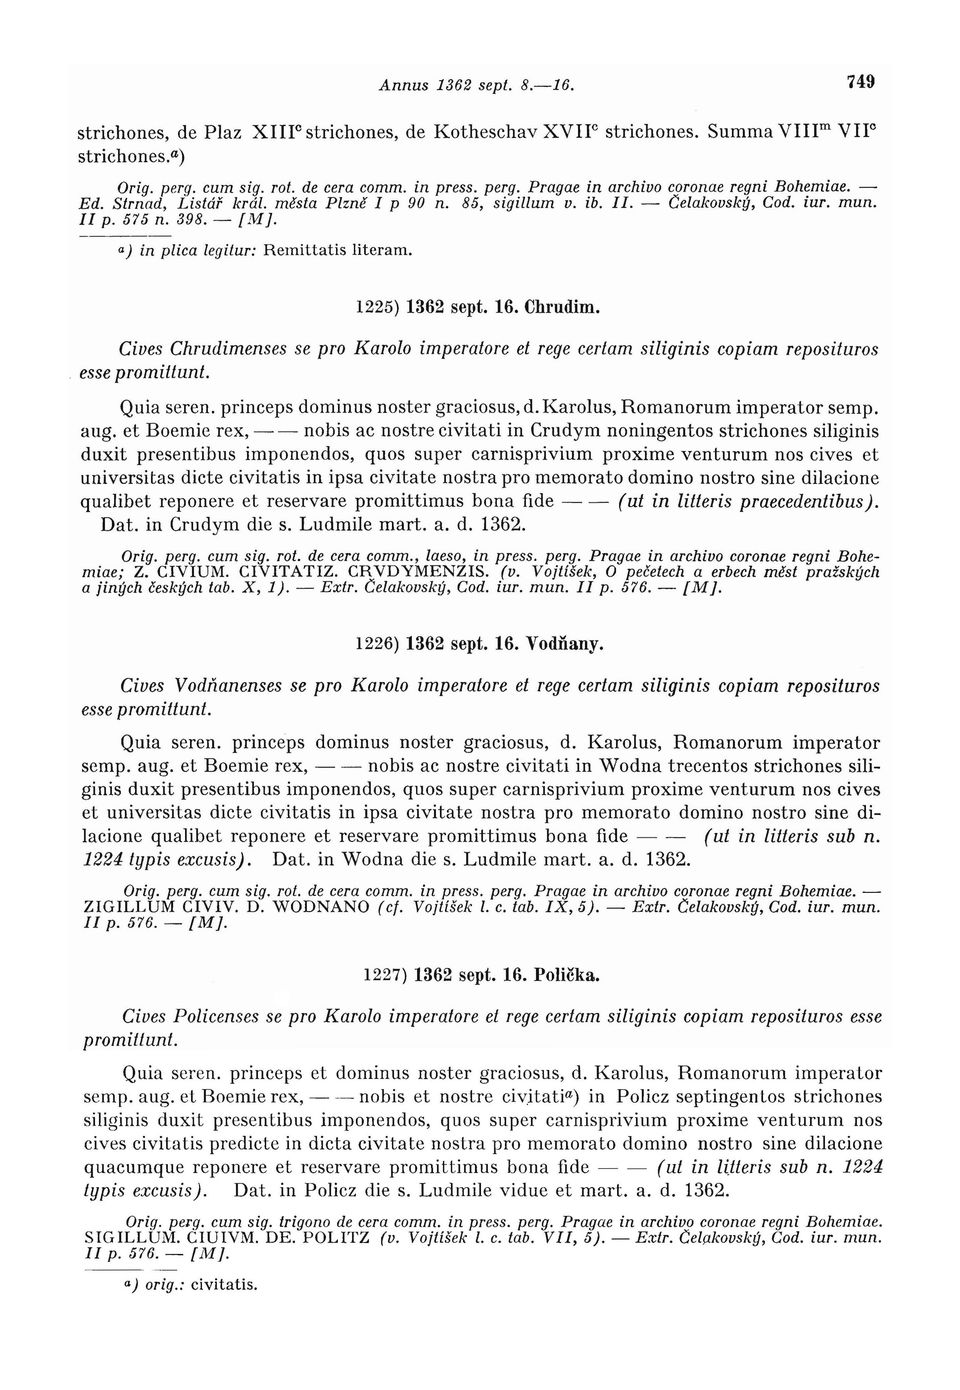 Annus 1362 sept. 8.—16. 749
strichones, de Plaz XIIIᶜ strichones, de Kotheschav XVIIᶜ strichones. Summa VIIIᵐ VIIᶜ
strichones.ᵃ)
Orig. perg. cum sig. rot. de cera comm. in press. perg. Pragae in archivo coronae regni Bohemiae. —
Ed. Strnad, Listář král. města Plzně I p 90 n. 85, sigillum v. ib. II. — Čelakovský, Cod. iur. mun.
II p. 575 n. 398. — [M].
ᵃ) in plica legitur: Remittatis literam.
1225) 1362 sept. 16. Chrudim.
Cives Chrudimenses se pro Karolo imperatore et rege certam siliginis copiam reposituros
esse promittunt.
Quia seren. princeps dominus noster graciosus, d. Karolus, Romanorum imperator semp.
aug. et Boemie rex, — — nobis ac nostre civitati in Crudym noningentos strichones siliginis
duxit presentibus imponendos, quos super carnisprivium proxime venturum nos cives et
universitas dicte civitatis in ipsa civitate nostra pro memorato domino nostro sine dilacione
qualibet reponere et reservare promittimus bona fide — — (ut in litteris praecedentibus).
Dat. in Crudym die s. Ludmile mart. a. d. 1362.
Orig. perg. cum sig. rot. de cera comm., laeso, in press. perg. Pragae in archivo coronae regni Bohe-
miae; Z. CIVIUM. CIVITATIZ. CRVDYMENZIS. (v. Vojtíšek, O pečetech a erbech měst pražských
a jiných českých tab. X, 1). — Extr. Čelakovský, Cod. iur. mun. II p. 576. — [M].
1226) 1362 sept. 16. Vodňany.
Cives Vodňanenses se pro Karolo imperatore et rege certam siliginis copiam reposituros
esse promittunt.
Quia seren. princeps dominus noster graciosus, d. Karolus, Romanorum imperator
semp. aug. et Boemie rex, — — nobis ac nostre civitati in Wodna trecentos strichones sili-
ginis duxit presentibus imponendos, quos super carnisprivium proxime venturum nos cives
et universitas dicte civitatis in ipsa civitate nostra pro memorato domino nostro sine di-
lacione qualibet reponere et reservare promittimus bona fide — — (ut in litteris sub n.
1224 typis excusis). Dat. in Wodna die s. Ludmile mart. a. d. 1362.
Orig. perg. cum sig. rot. de cera comm. in press. perg. Pragae in archivo coronae regni Bohemiae. —
ZIGILLUM CIVIV. D. WODNANO (cf. Vojtíšek l. c. tab. IX, 5). — Extr. Čelakovský, Cod. iur. mun.
II p. 576. — [M].
1227) 1362 sept. 16. Polička.
Cives Policenses se pro Karolo imperatore et rege certam siliginis copiam reposituros esse
promittunt.
Quia seren. princeps et dominus noster graciosus, d. Karolus, Romanorum imperator
semp. aug. et Boemie rex, — — nobis et nostre civitatiᵃ) in Policz septingentos strichones
siliginis duxit presentibus imponendos, quos super carnisprivium proxime venturum nos
cives civitatis predicte in dicta civitate nostra pro memorato domino nostro sine dilacione
quacumque reponere et reservare promittimus bona fide — — (ut in litteris sub n. 1224
typis excusis). Dat. in Policz die s. Ludmile vidue et mart. a. d. 1362.
Orig. perg. cum sig. trigono de cera comm. in press. perg. Pragae in archivo coronae regni Bohemiae.
SIGILLUM. CIUIVM. DE. POLITZ (v. Vojtíšek l. c. tab. VII, 5). — Extr. Čelakovský, Cod. iur. mun.
II p. 576. — [M].
ᵃ) orig.: civitatis.